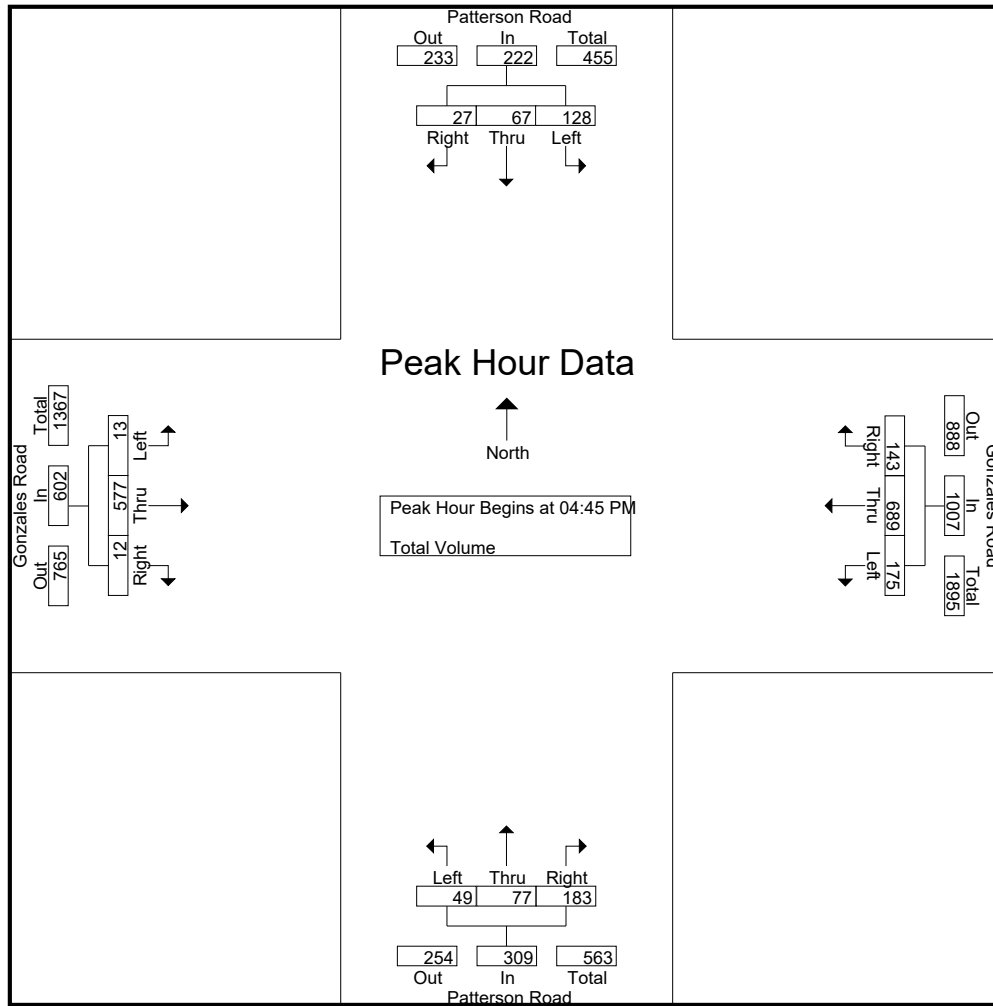 Patterson Road
Out In Total
233 222 455
27 67 128
Right Thru Left
Peak Hour Data
North
Peak Hour Begins at 04:45 PM
Total Volume
Gonzales Road
Out In Total
765 602 1367
Right Thru Left
12 577 13
Gonzales Road
Out In Total
888 1007 1895
Right Thru Left
143 689 175
Left Thru Right
49 77 183
254 309 563
Out In Total
Patterson Road